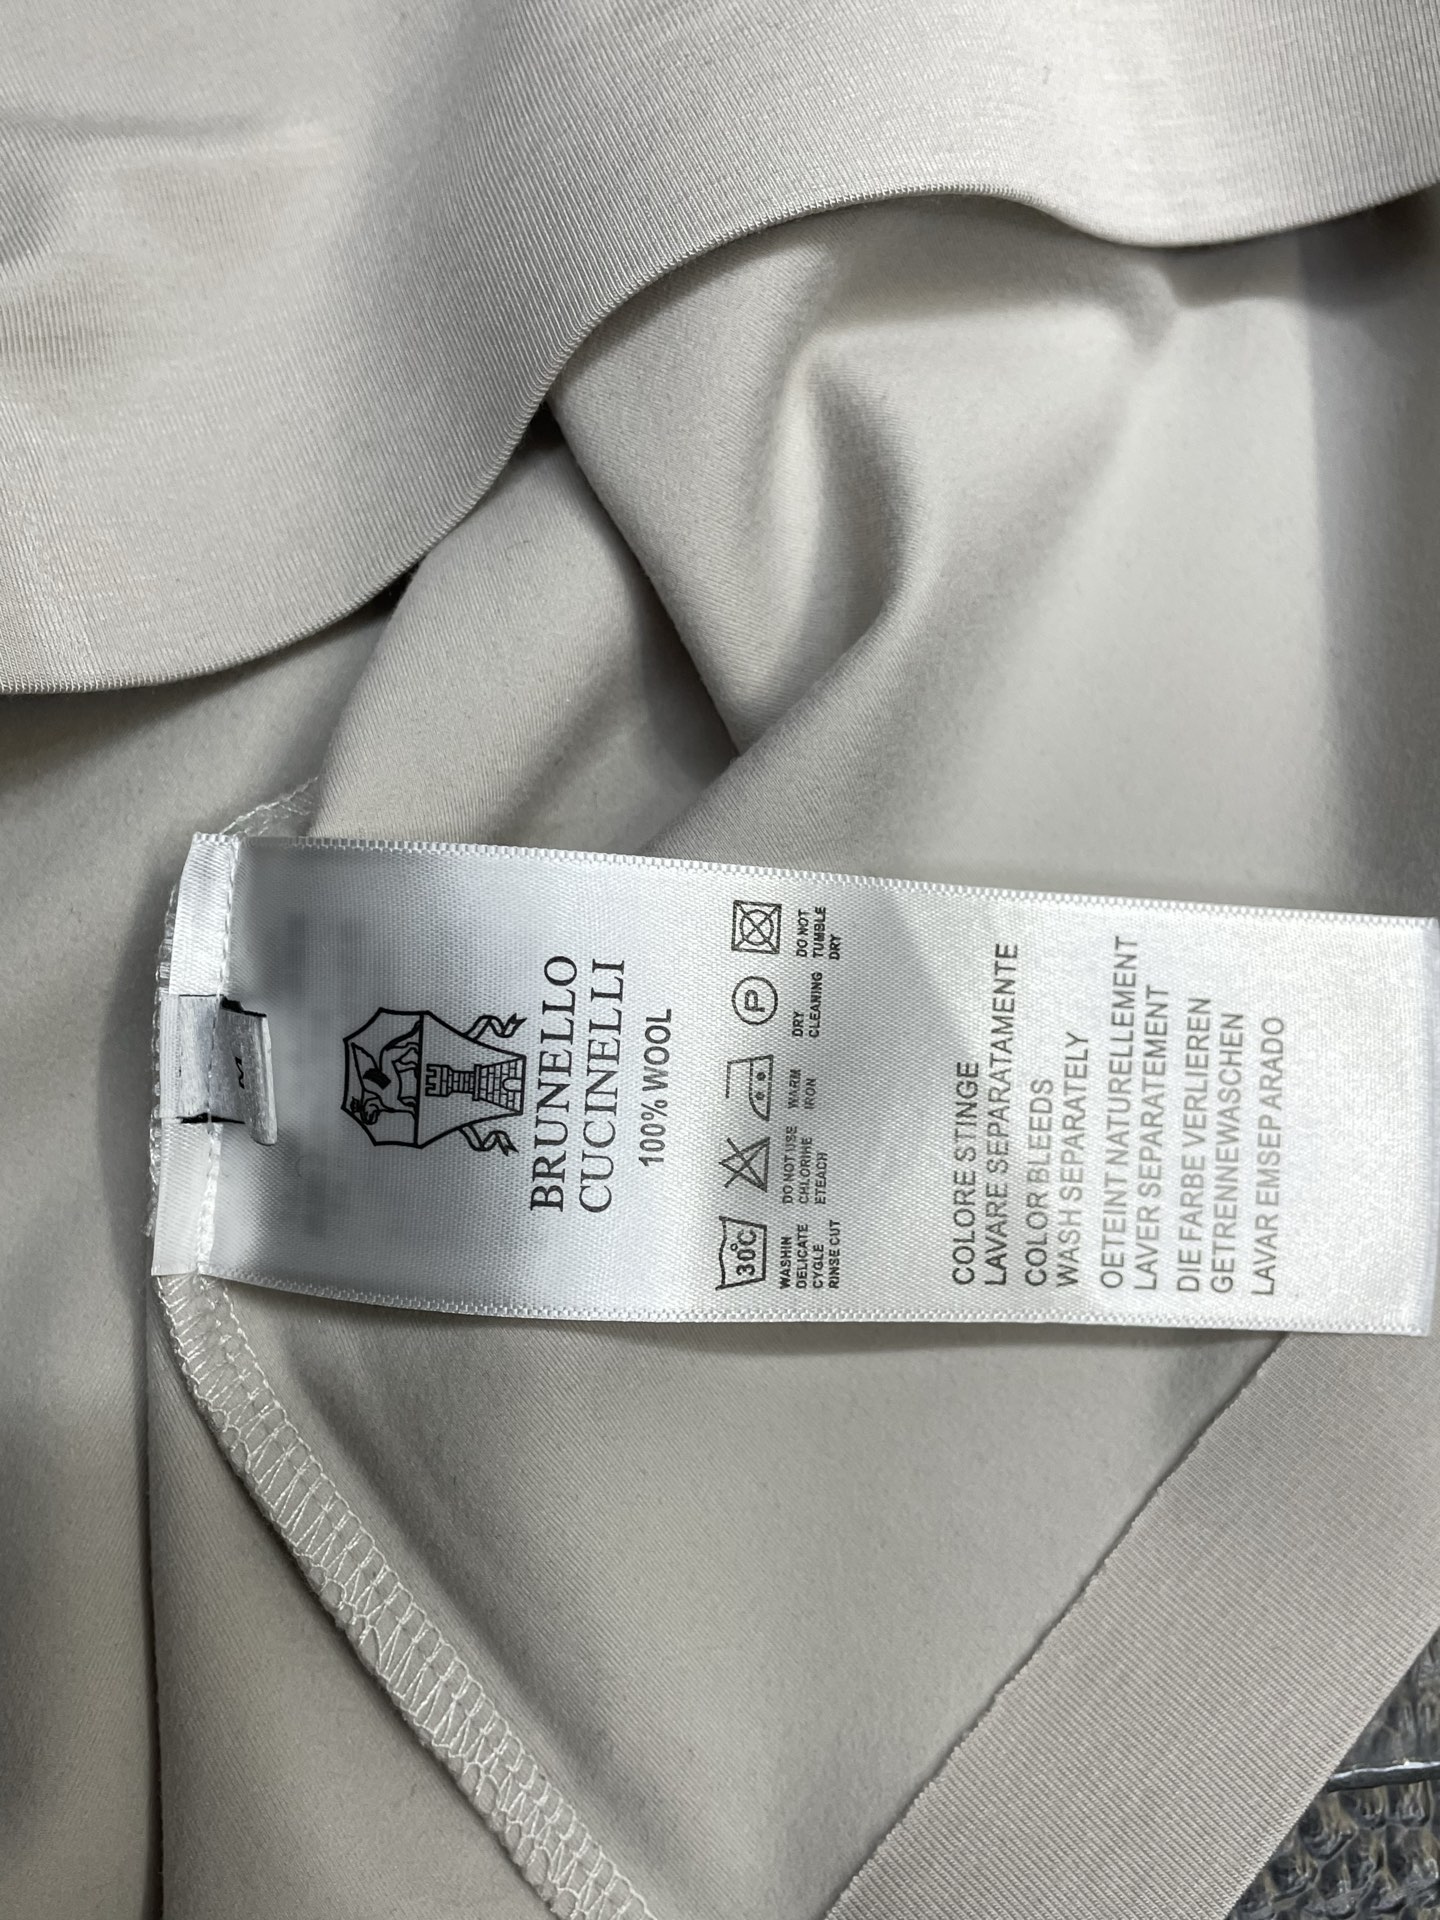 M
BRUNELLO
CUCINELLI
100% WOOL
30°C
P
WASHIN
DELICATE
CYGLE
RINSE CUT
DO NOT USE
CHLORIHE
ETEACH
WARM
IRON
DRY
CLEANING
DO NOT
TUMBLE
DRY
COLORE STINGE
LAVARE SEPARATAMENTE
COLOR BLEEDS
WASH SEPARATELY
OETEINT NATURELLEMENT
LAVER SEPARATEMENT
DIE FARBE VERLIEREN
GETRENNEWASCHEN
LAVAR EMSEP ARADO